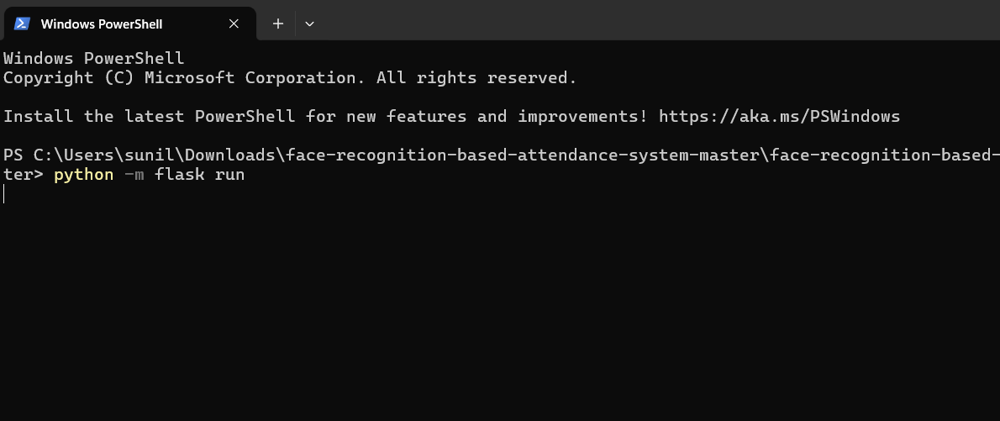 Windows PowerShell
Windows PowerShell
Copyright (C) Microsoft Corporation. All rights reserved.
Install the latest PowerShell for new features and improvements! https://aka.ms/PSWindows
PS C:\Users\sunil\Downloads\face-recognition-based-attendance-system-master\face-recognition-based-
ter> python -m flask run